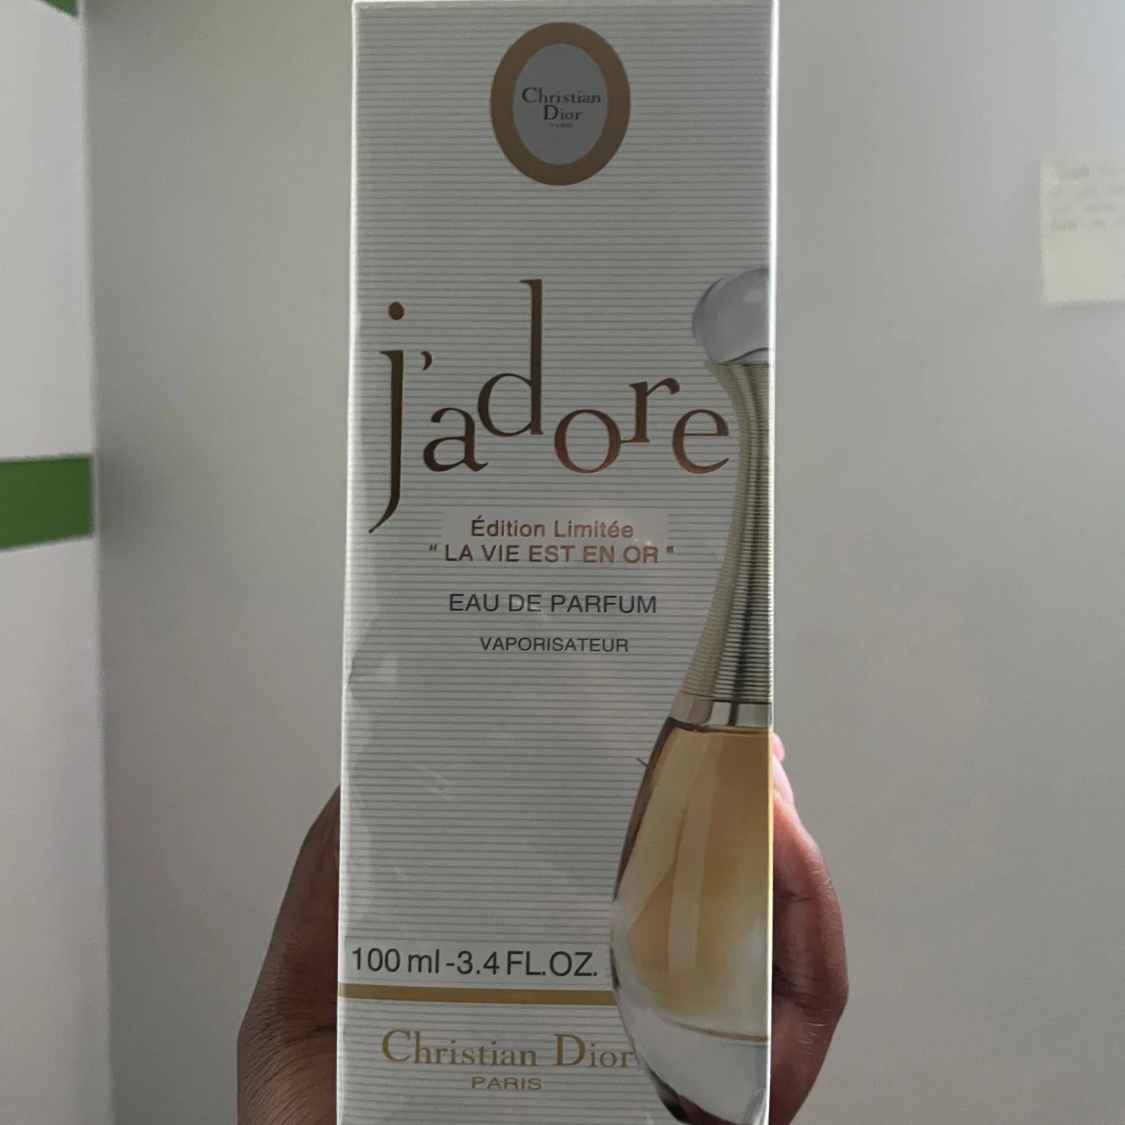 Christian
Dior
PARIS
j'adore
Édition Limitée
" LA VIE EST EN OR "
EAU DE PARFUM
VAPORISATEUR
100 ml - 3.4 FL.OZ.
Christian Dior
PARIS